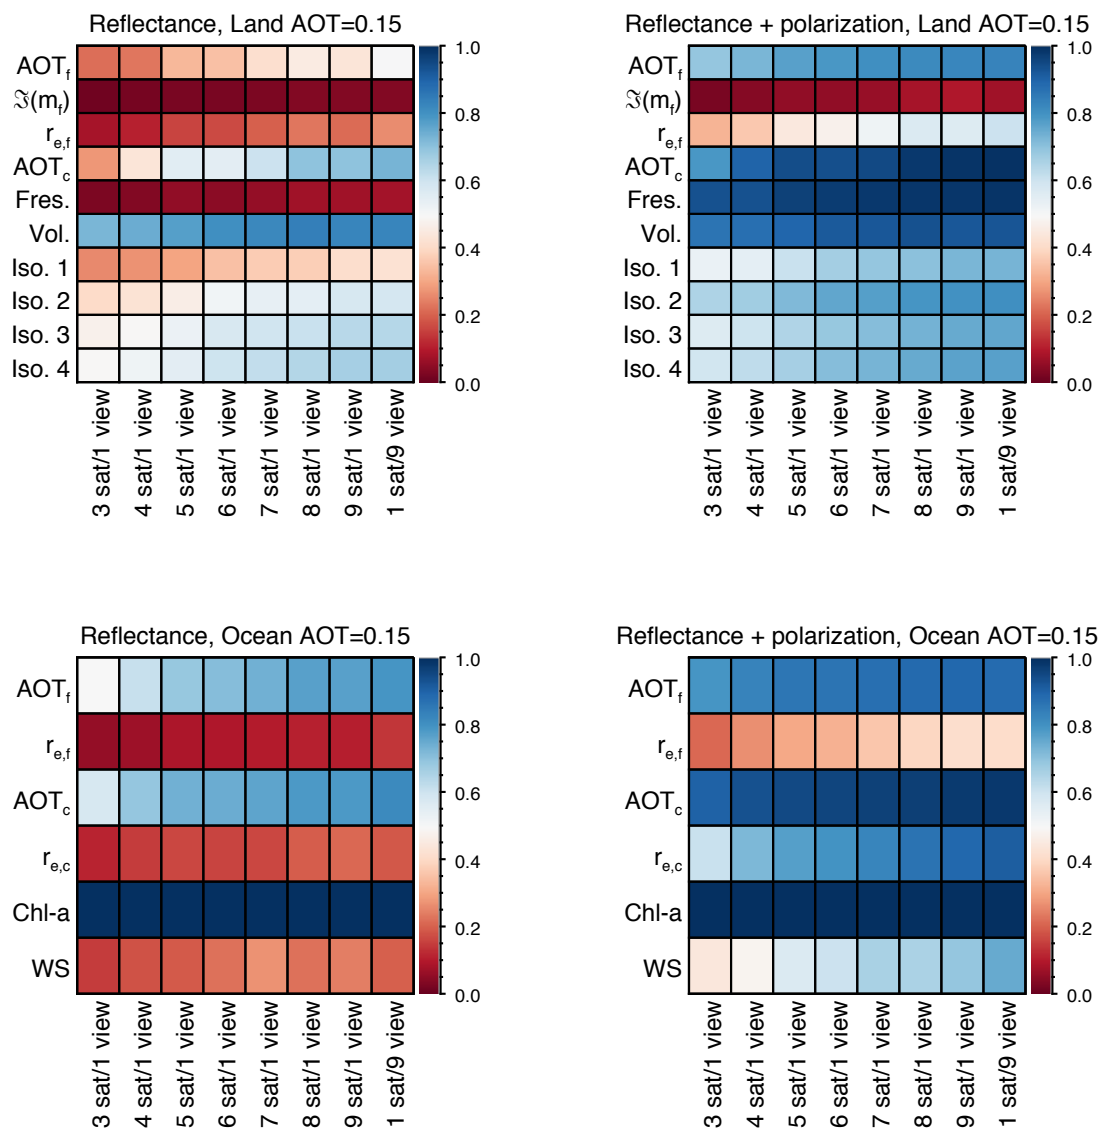 Reflectance, Land AOT=0.15
AOTf
ℑ(mf)
re,f
AOTc
Fres.
Vol.
Iso. 1
Iso. 2
Iso. 3
Iso. 4
1.0
0.8
0.6
0.4
0.2
0.0
3 sat/1 view
4 sat/1 view
5 sat/1 view
6 sat/1 view
7 sat/1 view
8 sat/1 view
9 sat/1 view
1 sat/9 view
Reflectance + polarization, Land AOT=0.15
AOTf
ℑ(mf)
re,f
AOTc
Fres.
Vol.
Iso. 1
Iso. 2
Iso. 3
Iso. 4
1.0
0.8
0.6
0.4
0.2
0.0
3 sat/1 view
4 sat/1 view
5 sat/1 view
6 sat/1 view
7 sat/1 view
8 sat/1 view
9 sat/1 view
1 sat/9 view
Reflectance, Ocean AOT=0.15
AOTf
re,f
AOTc
re,c
Chl-a
WS
1.0
0.8
0.6
0.4
0.2
0.0
3 sat/1 view
4 sat/1 view
5 sat/1 view
6 sat/1 view
7 sat/1 view
8 sat/1 view
9 sat/1 view
1 sat/9 view
Reflectance + polarization, Ocean AOT=0.15
AOTf
re,f
AOTc
re,c
Chl-a
WS
1.0
0.8
0.6
0.4
0.2
0.0
3 sat/1 view
4 sat/1 view
5 sat/1 view
6 sat/1 view
7 sat/1 view
8 sat/1 view
9 sat/1 view
1 sat/9 view